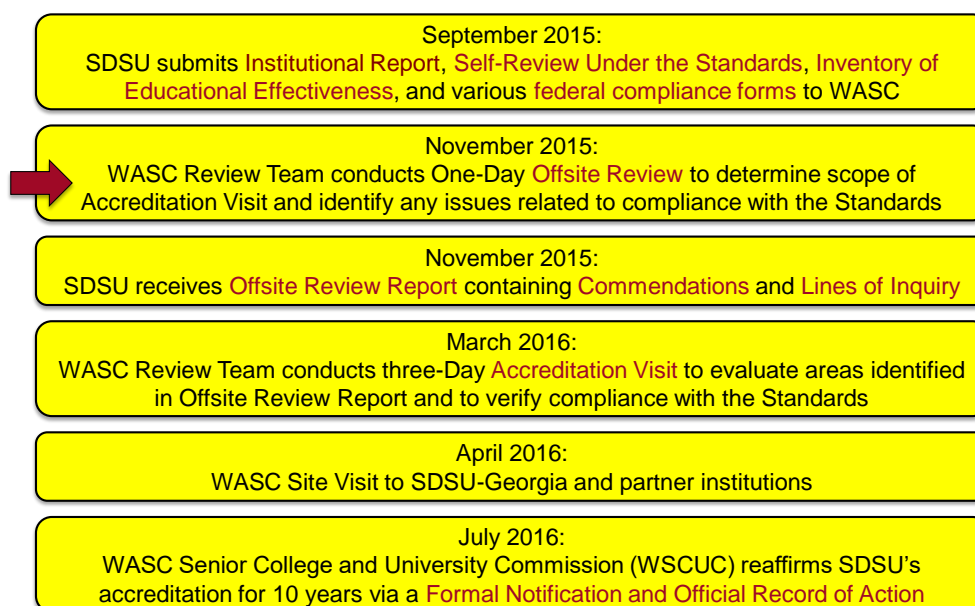 September 2015:
SDSU submits Institutional Report, Self-Review Under the Standards, Inventory of
Educational Effectiveness, and various federal compliance forms to WASC
November 2015:
WASC Review Team conducts One-Day Offsite Review to determine scope of
Accreditation Visit and identify any issues related to compliance with the Standards
November 2015:
SDSU receives Offsite Review Report containing Commendations and Lines of Inquiry
March 2016:
WASC Review Team conducts three-Day Accreditation Visit to evaluate areas identified
in Offsite Review Report and to verify compliance with the Standards
April 2016:
WASC Site Visit to SDSU-Georgia and partner institutions
July 2016:
WASC Senior College and University Commission (WSCUC) reaffirms SDSU's
accreditation for 10 years via a Formal Notification and Official Record of Action